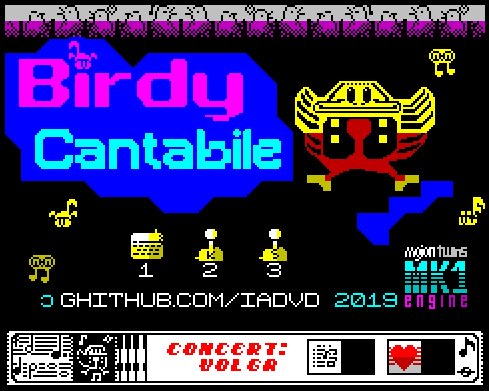 Birdy
Cantabile
1 2 3
mojon twins
MK1
engine
GHITHUB.COM/IADVD 2019
CONCERT:
VOLGA